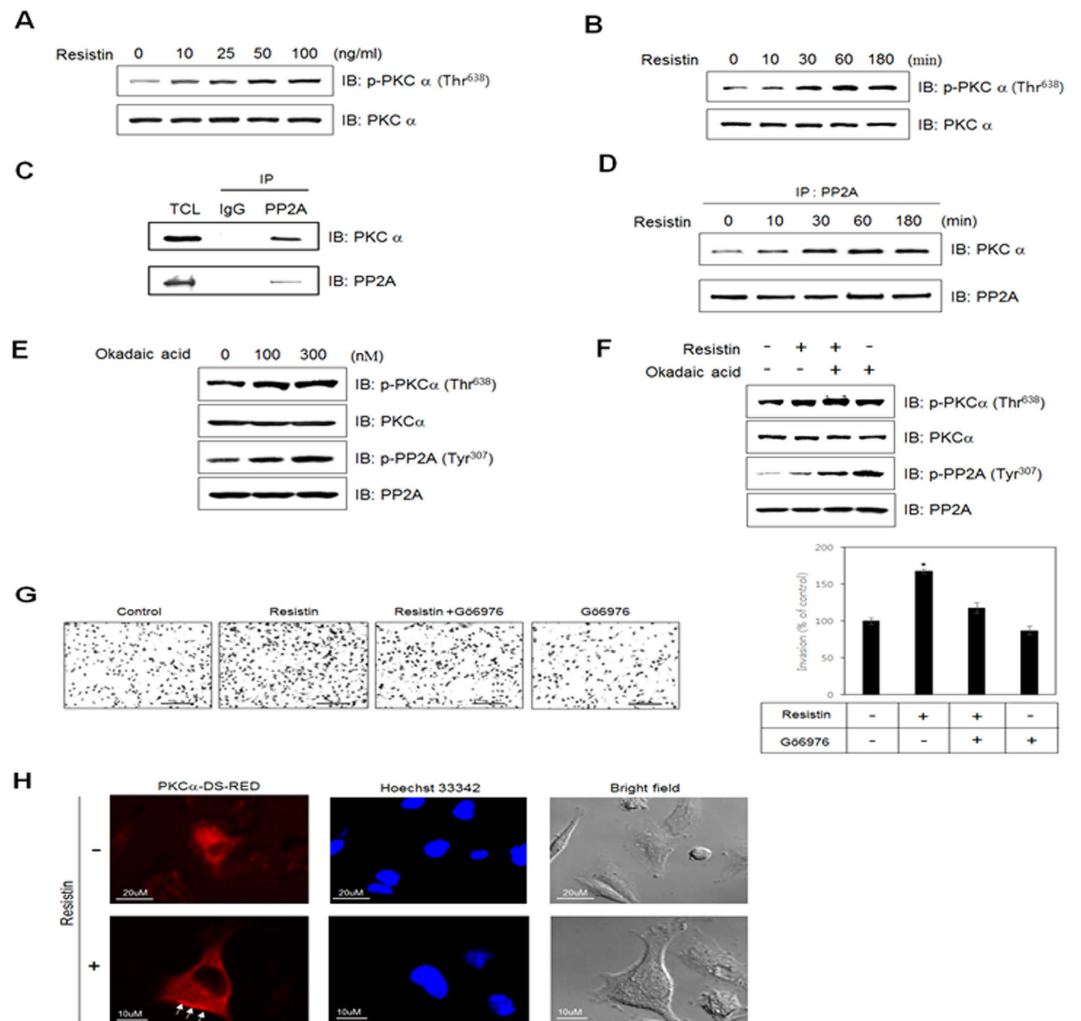 A
Resistin 0 10 25 50 100 (ng/ml)
IB: p-PKC α (Thr638)
IB: PKC α
B
Resistin 0 10 30 60 180 (min)
IB: p-PKC α (Thr638)
IB: PKC α
C
IP
TCL IgG PP2A
IB: PKC α
IB: PP2A
D
IP : PP2A
Resistin 0 10 30 60 180 (min)
IB: PKC α
IB: PP2A
E
Okadaic acid 0 100 300 (nM)
IB: p-PKCα (Thr638)
IB: PKCα
IB: p-PP2A (Tyr307)
IB: PP2A
F
Resistin - + + -
Okadaic acid - - + +
IB: p-PKCα (Thr638)
IB: PKCα
IB: p-PP2A (Tyr307)
IB: PP2A
G
Control Resistin Resistin +Gö6976 Gö6976
Invasion (% of control)
200
150
100
50
0
*
Resistin - + + -
Gö6976 - - + +
H
PKCα-DS-RED Hoechst 33342 Bright field
Resistin
-
20uM 20uM 20uM
+
10uM 10uM 10uM